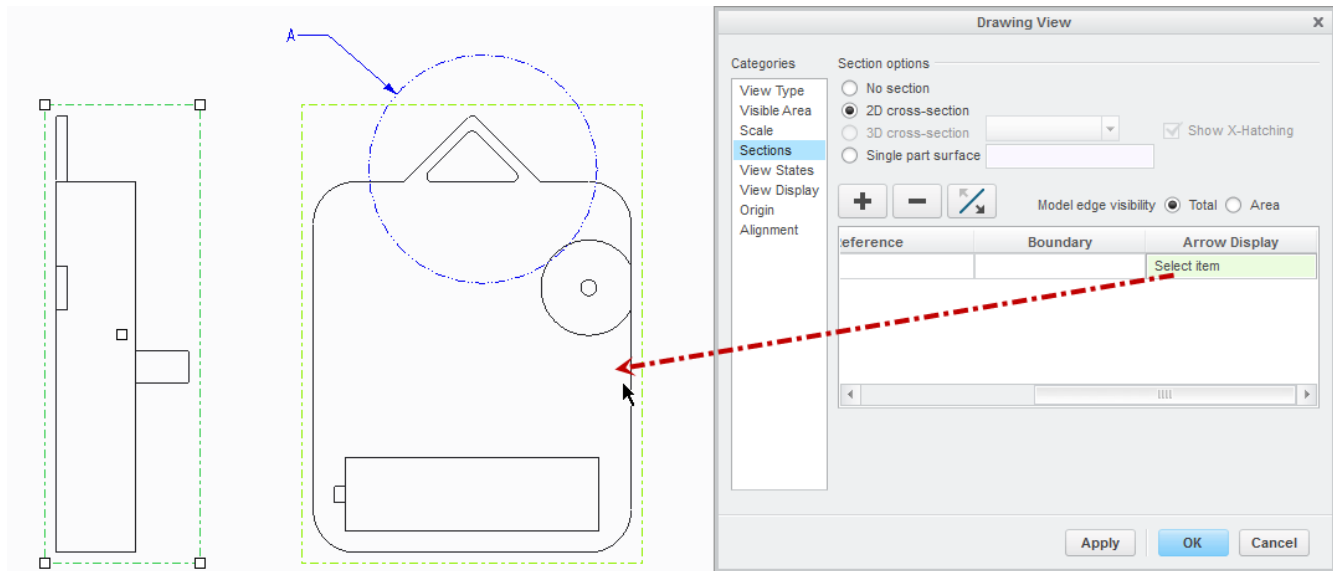 A
Drawing View
x
Categories
View Type
Visible Area
Scale
Sections
View States
View Display
Origin
Alignment
Section options
No section
2D cross-section
3D cross-section
Show X-Hatching
Single part surface
Model edge visibility Total Area
eference Boundary Arrow Display
Select item
Apply OK Cancel